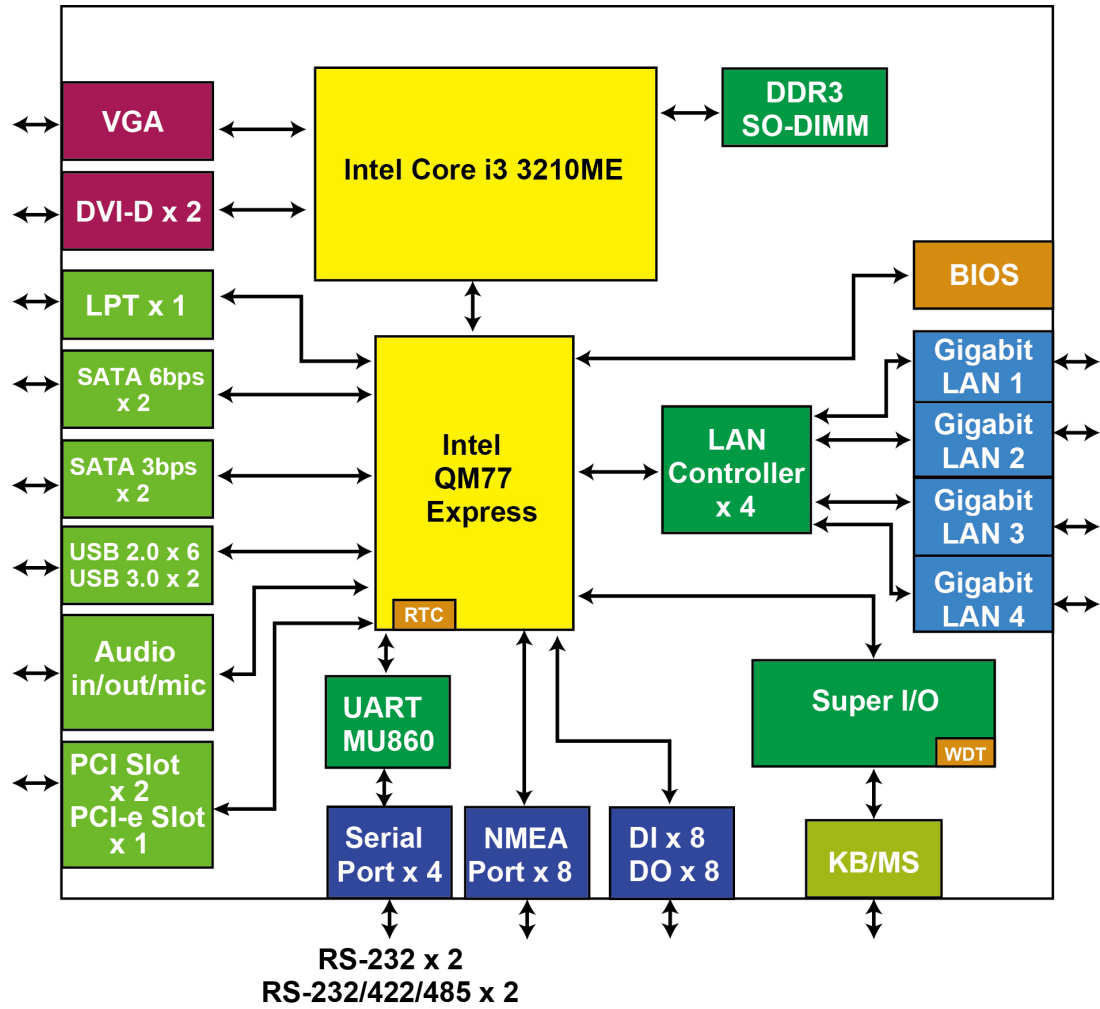 VGA
DVI-D x 2
LPT x 1
SATA 6bps
x 2
SATA 3bps
x 2
USB 2.0 x 6
USB 3.0 x 2
Audio
in/out/mic
PCI Slot
x 2
PCI-e Slot
x 1
Intel Core i3 3210ME
DDR3
SO-DIMM
Intel
QM77
Express
RTC
BIOS
LAN
Controller
x 4
Gigabit
LAN 1
Gigabit
LAN 2
Gigabit
LAN 3
Gigabit
LAN 4
UART
MU860
Super I/O
WDT
Serial
Port x 4
NMEA
Port x 8
DI x 8
DO x 8
KB/MS
RS-232 x 2
RS-232/422/485 x 2